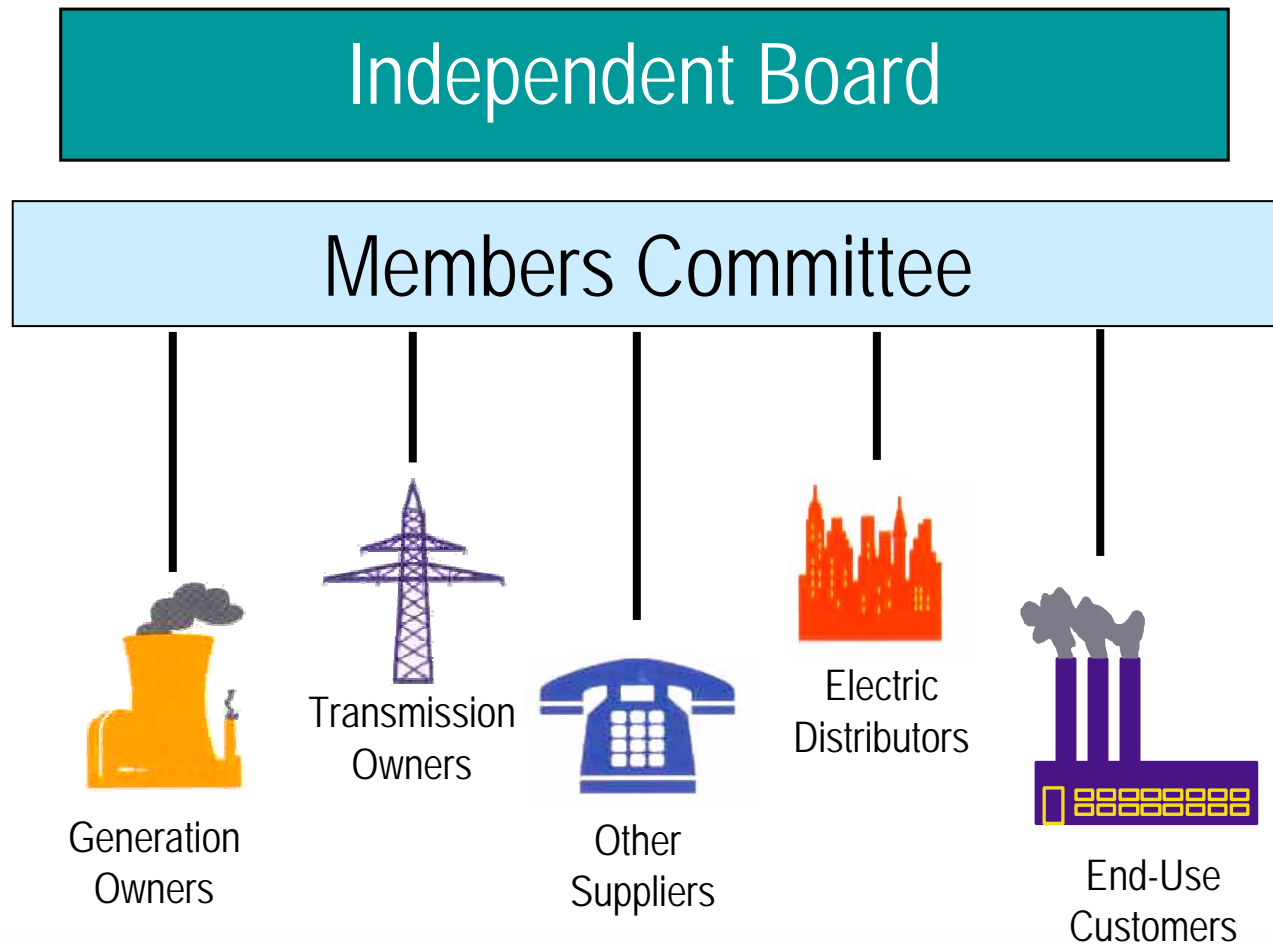 Independent Board
Members Committee
Generation
Owners
Transmission
Owners
Other
Suppliers
Electric
Distributors
End-Use
Customers